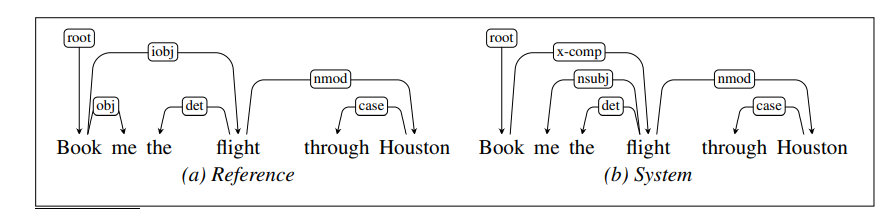 root root
iobj x-comp
nmod nsubj nmod
obj det case det case
Book me the flight through Houston Book me the flight through Houston
(a) Reference (b) System